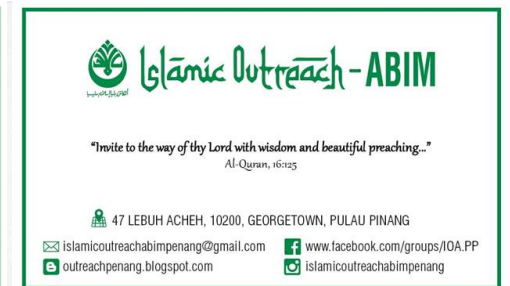 Islamic Outreach - ABIM
"Invite to the way of thy Lord with wisdom and beautiful preaching..."
Al-Quran, 16:125
47 LEBUH ACHEH, 10200, GEORGETOWN, PULAU PINANG
islamicoutreachabimpenang@gmail.com
www.facebook.com/groups/IOA.PP
outreachpenang.blogspot.com
islamicoutreachabimpenang